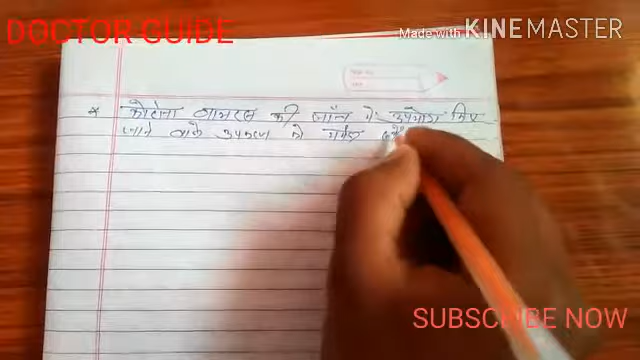 DOCTOR GUIDE
Made with KINEMASTER
* कोरोना वायरस की जाँच में उपयोग किए
जाने वाले उपकरण को
SUBSCRIBE NOW